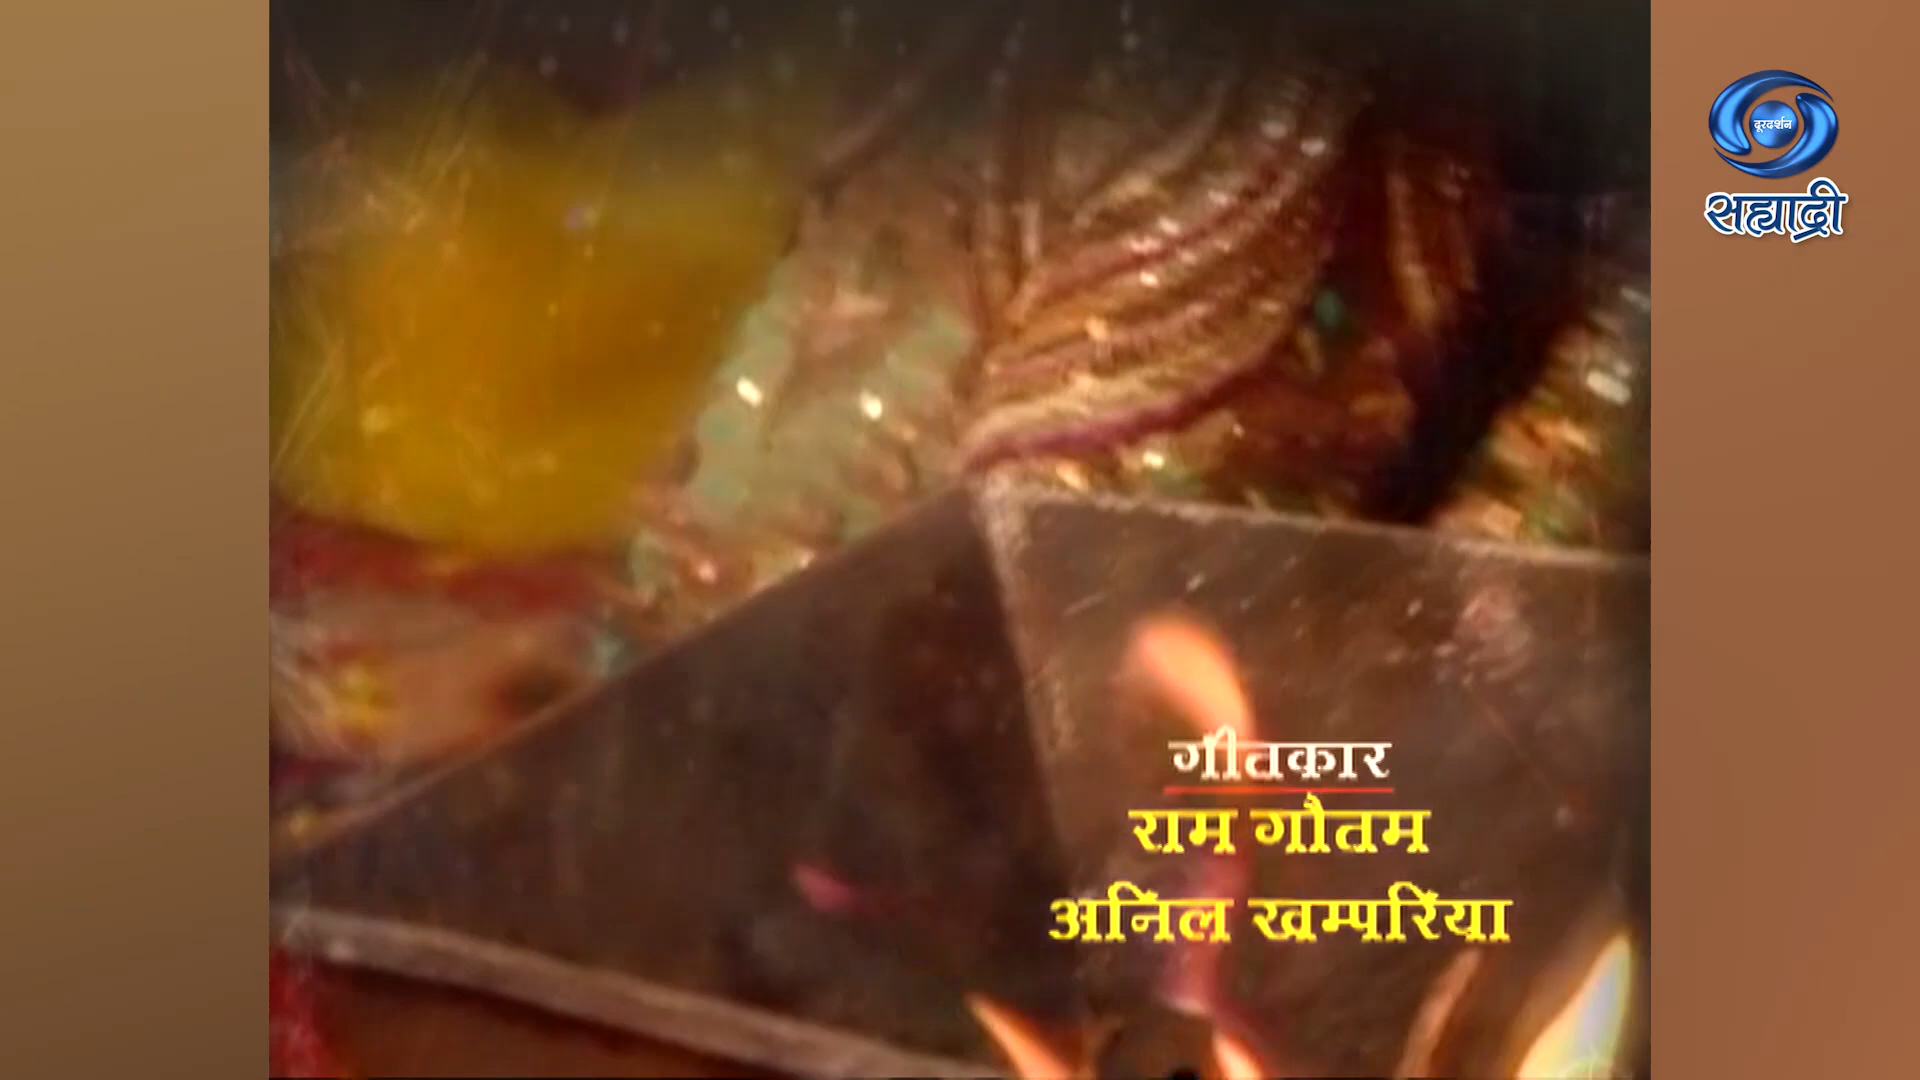 दूरदर्शन
सह्याद्री
गीतकार
राम गौतम
अनिल खम्परिया